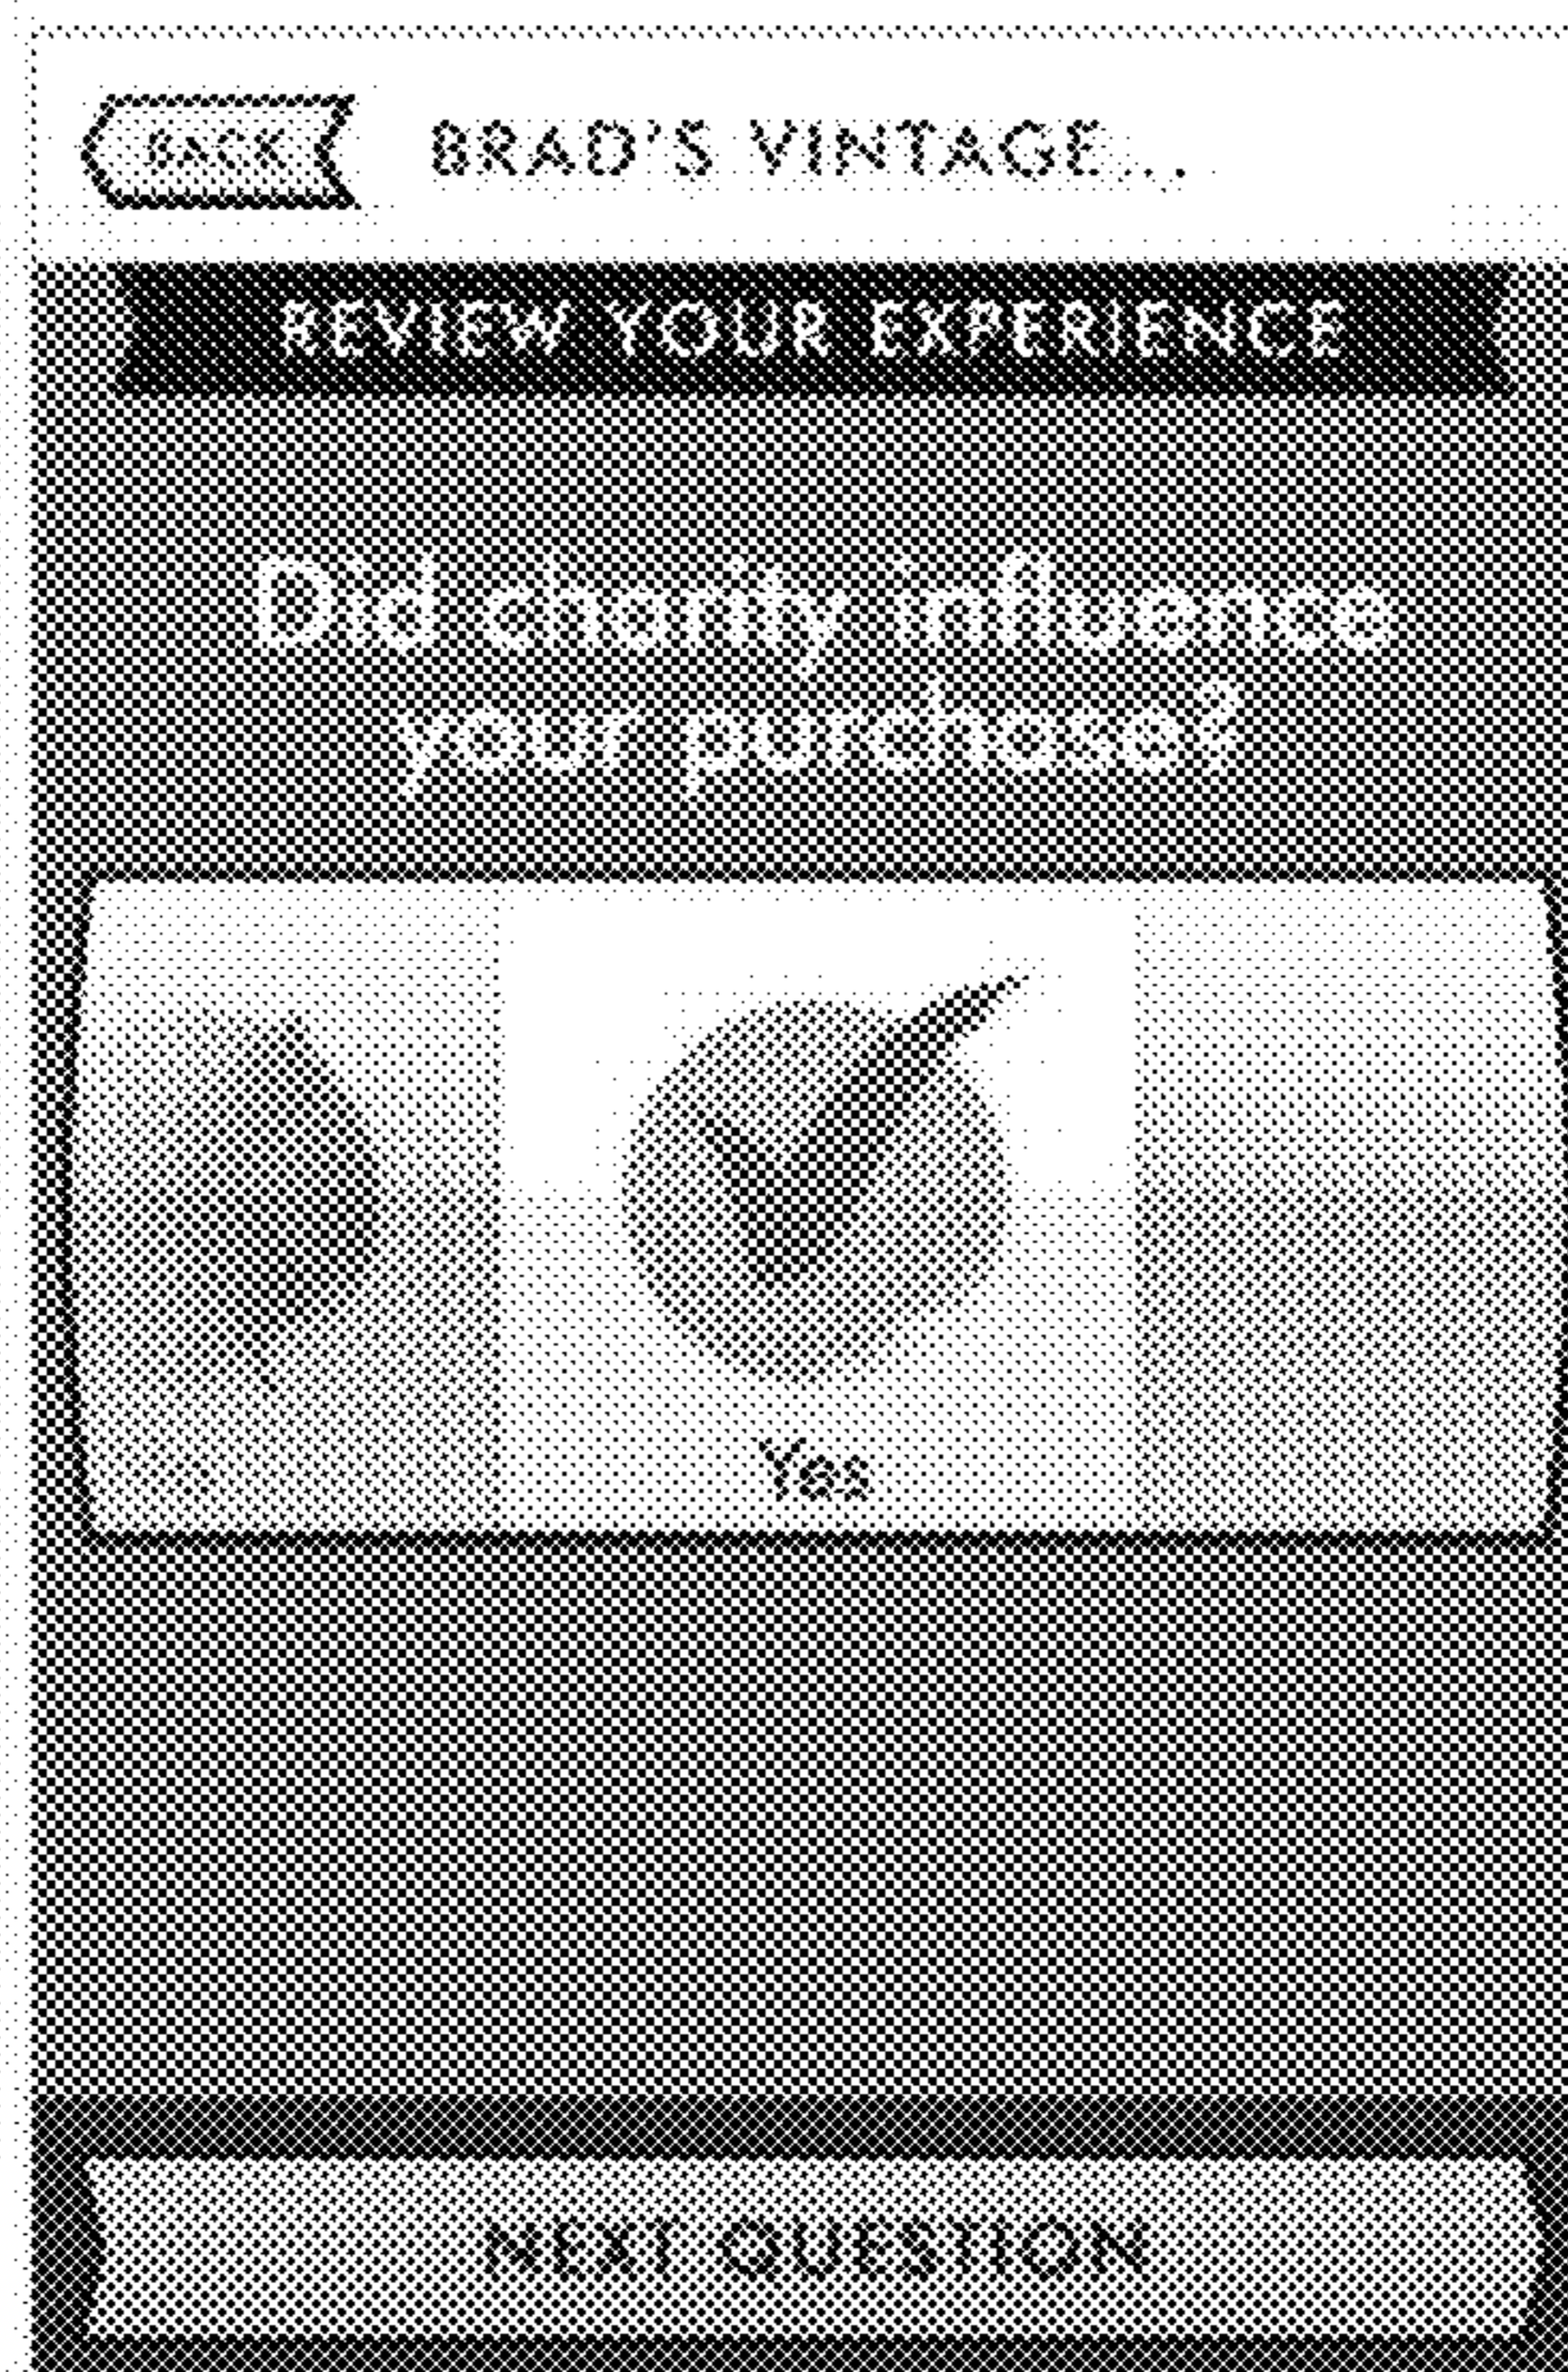 BACK
BRAD'S VINTAGE...
REVIEW YOUR EXPERIENCE
Did charity influence
your purchase?
Yes
NEXT QUESTION